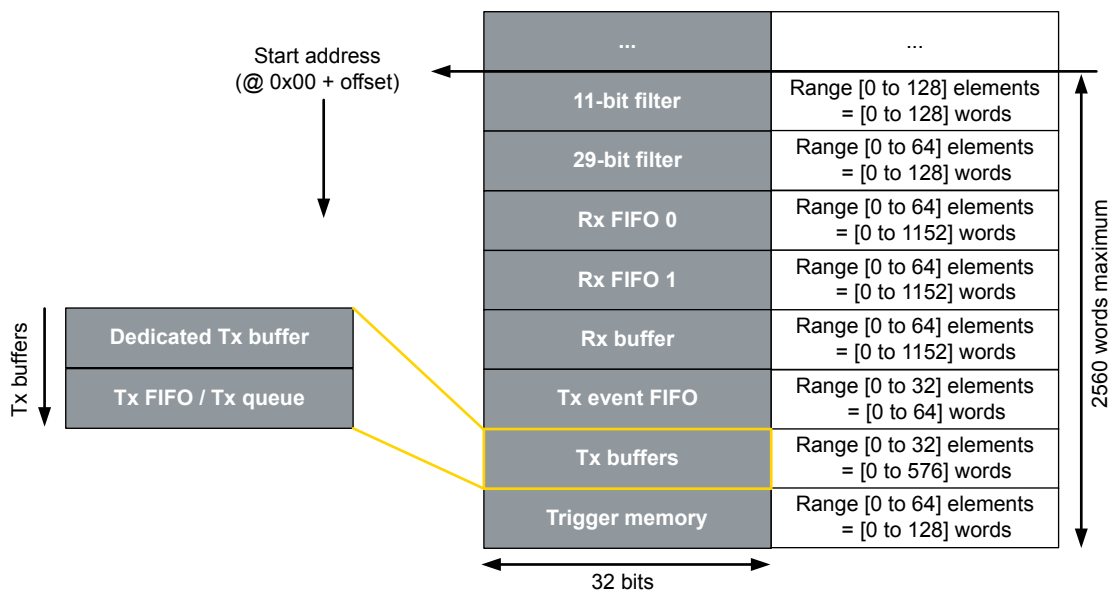 ...
...
Start address
(@ 0x00 + offset)
11-bit filter
Range [0 to 128] elements
= [0 to 128] words
29-bit filter
Range [0 to 64] elements
= [0 to 128] words
Rx FIFO 0
Range [0 to 64] elements
= [0 to 1152] words
Rx FIFO 1
Range [0 to 64] elements
= [0 to 1152] words
Rx buffer
Range [0 to 64] elements
= [0 to 1152] words
Tx event FIFO
Range [0 to 32] elements
= [0 to 64] words
Tx buffers
Range [0 to 32] elements
= [0 to 576] words
Trigger memory
Range [0 to 64] elements
= [0 to 128] words
2560 words maximum
Tx buffers
Dedicated Tx buffer
Tx FIFO / Tx queue
32 bits